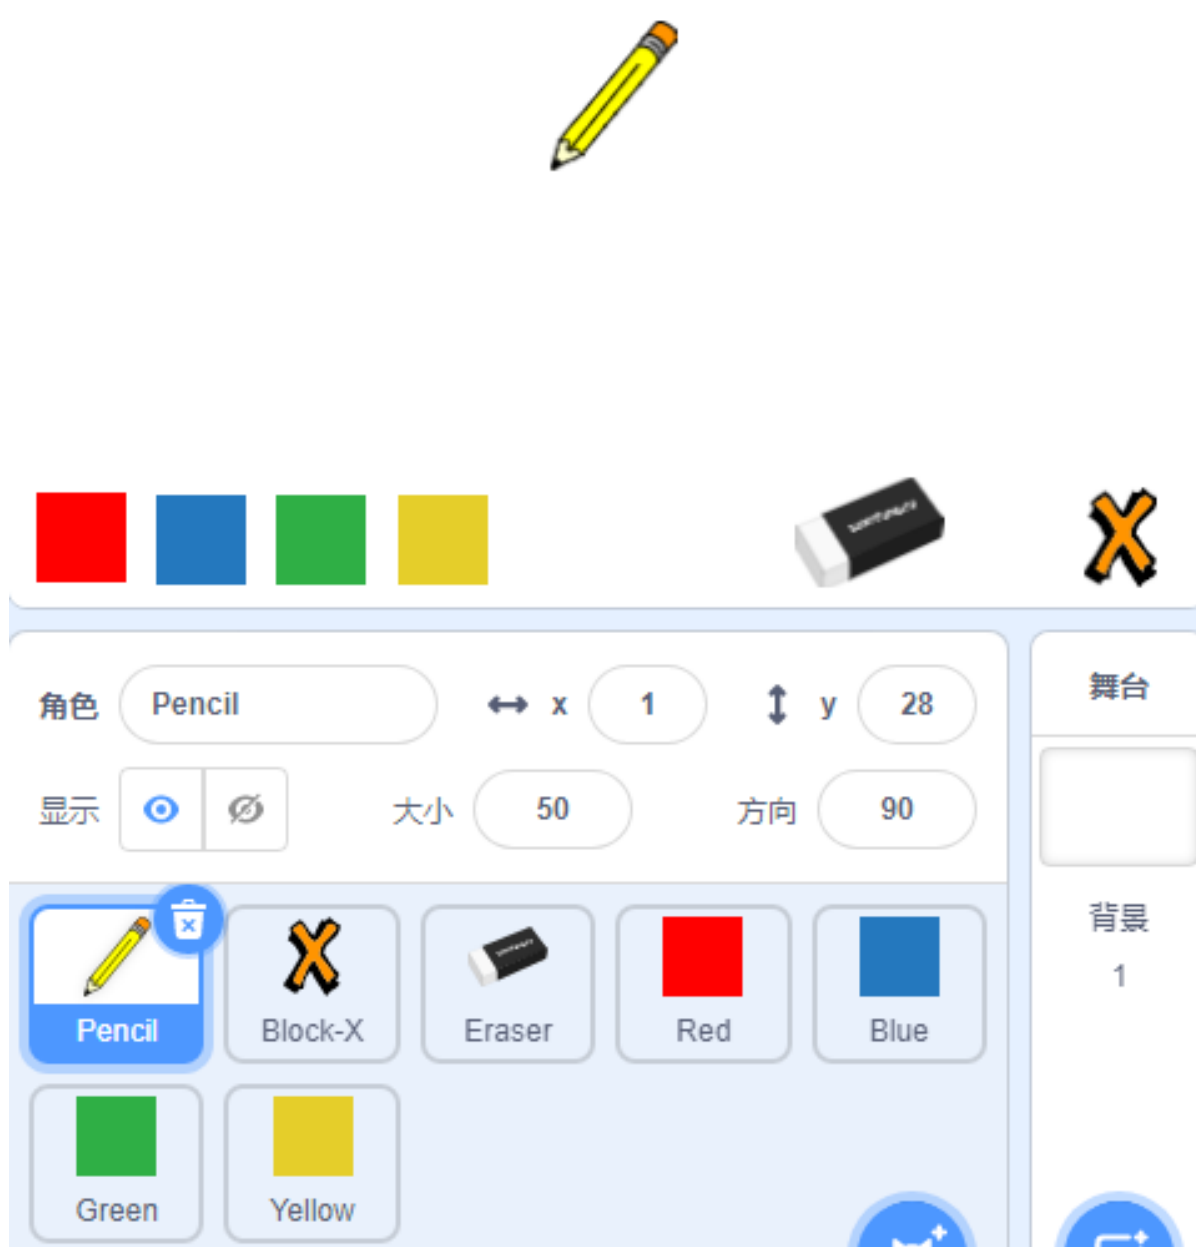 角色 Pencil x 1 y 28 舞台
显示 大小 50 方向 90
背景
1
Pencil Block-X Eraser Red Blue
Green Yellow